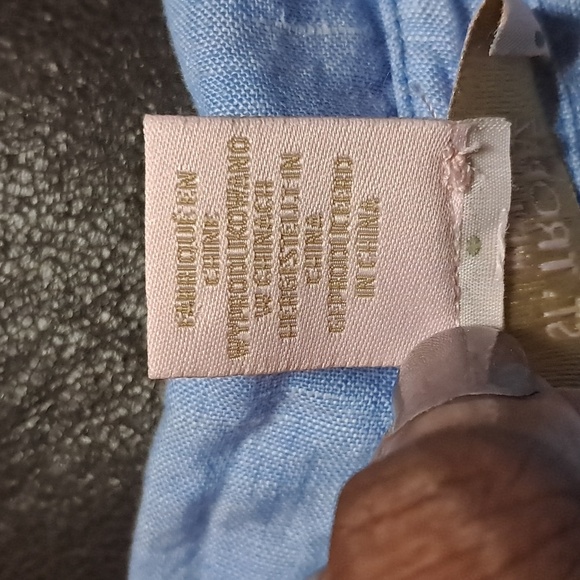 FABRIQUÉ EN
CHINE
WYPRODUKOWANO
W CHINACH
HERGESTELLT IN
CHINA
GEPRODUCEERD
IN CHINA